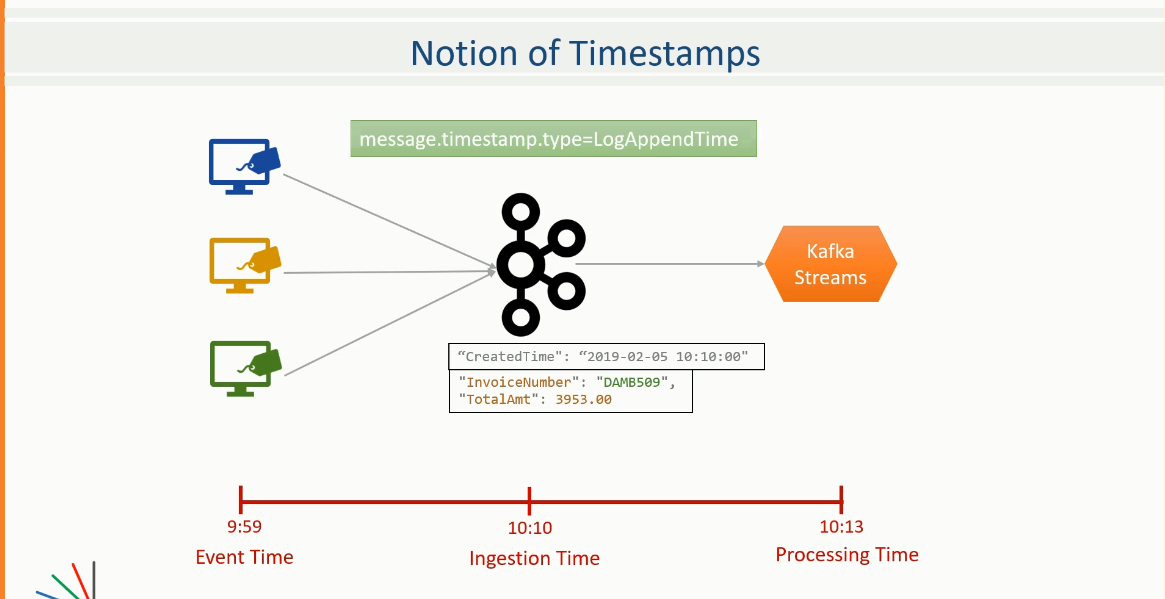 Notion of Timestamps
message.timestamp.type=LogAppendTime
Kafka
Streams
“CreatedTime": “2019-02-05 10:10:00"
"InvoiceNumber": "DAMB509",
"TotalAmt": 3953.00
9:59
10:10
10:13
Event Time
Ingestion Time
Processing Time